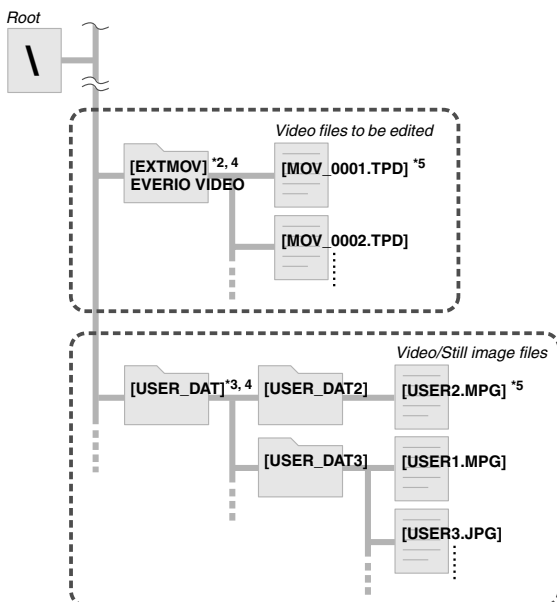 Root
\
Video files to be edited
[EXTMOV] *2, 4
EVERIO VIDEO
[MOV_0001.TPD] *5
[MOV_0002.TPD]
Video/Still image files
[USER_DAT]*3, 4
[USER_DAT2]
[USER2.MPG] *5
[USER_DAT3]
[USER1.MPG]
[USER3.JPG]